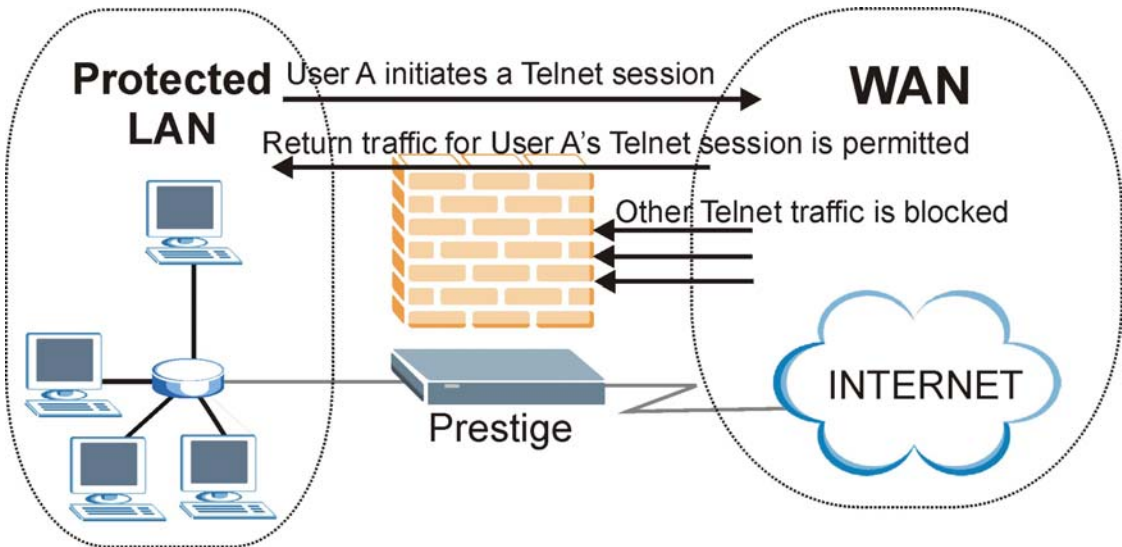 Protected
LAN
User A initiates a Telnet session
WAN
Return traffic for User A’s Telnet session is permitted
Other Telnet traffic is blocked
INTERNET
Prestige